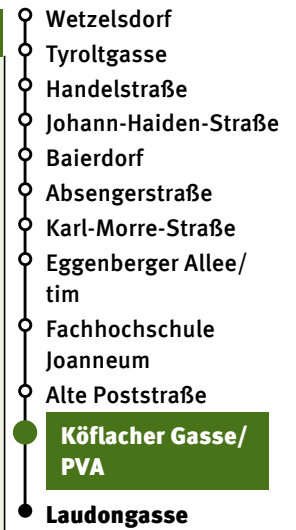 Wetzelsdorf
Tyroltgasse
Handelstraße
Johann-Haiden-Straße
Baierdorf
Absengerstraße
Karl-Morre-Straße
Eggenberger Allee/
tim
Fachhochschule
Joanneum
Alte Poststraße
Köflacher Gasse/
PVA
Laudongasse